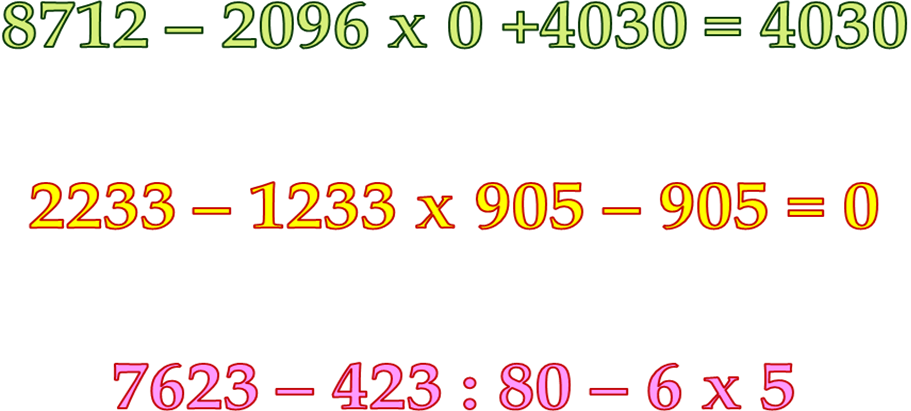 8712 – 2096 x 0 +4030 = 4030
2233 – 1233 x 905 – 905 = 0
7623 – 423 : 80 – 6 x 5